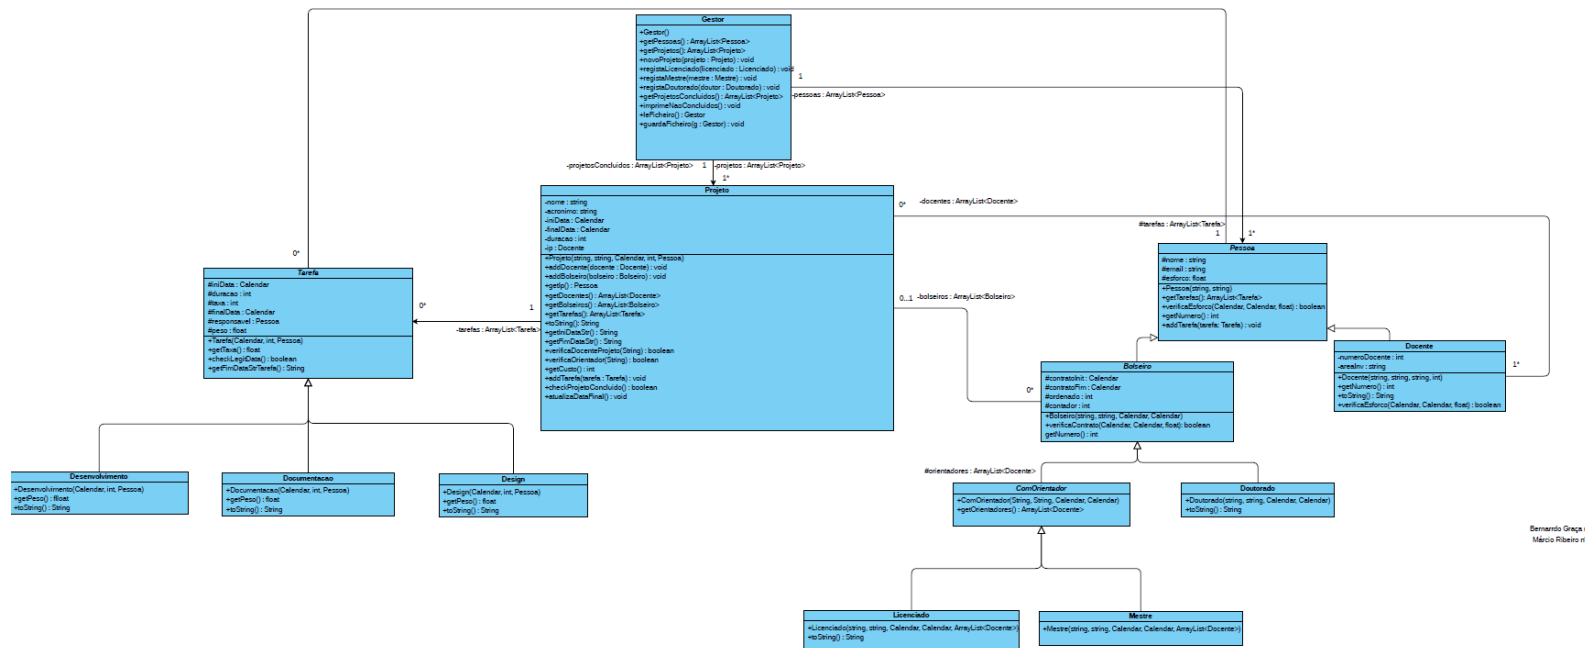 Gestor
+Gestor()
+getPessoas() : ArrayList<Pessoa>
+getProjetos(): ArrayList<Projeto>
+novoProjeto(projeto : Projeto) : void
+registaLicenciado(licenciado : Licenciado) : void
+registaMestre(mestre : Mestre) : void
+registaDoutorado(doutor : Doutorado) : void
+getProjetosConcluidos() : ArrayList<Projeto>
+imprimeNaoConcluidos() : void
+leFicheiro() : Gestor
+guardaFicheiro(g : Gestor) : void
1
-pessoas : ArrayList<Pessoa>
-projetosConcluidos : ArrayList<Projeto>
1
-projetos : ArrayList<Projeto>
1*
Projeto
-nome : string
-acronimo: string
-iniData : Calendar
-finalData : Calendar
-duracao : int
-ip : Docente
+Projeto(string, string, Calendar, int, Pessoa)
+addDocente(docente : Docente) : void
+addBolseiro(bolseiro : Bolseiro) : void
+getIp() : Pessoa
+getDocentes() : ArrayList<Docente>
+getBolseiros() : ArrayList<Bolseiro>
+getTarefas(): ArrayList<Tarefa>
+toString(): String
+getIniDataStr() : String
+getFimDataStr() : String
+verificaDocenteProjeto(String) : boolean
+verificaOrientador(String) : boolean
+getCusto() : int
+addTarefa(tarefa : Tarefa) : void
+checkProjetoConcluido() : boolean
+atualizaDataFinal() : void
0*
-docentes : ArrayList<Docente>
#tarefas : ArrayList<Tarefa>
1
1*
0...1
-bolseiros : ArrayList<Bolseiro>
0*
1*
0*
0*
1
-tarefas : ArrayList<Tarefa>
Tarefa
#iniData : Calendar
#duracao : int
#taxa : int
#finalData : Calendar
#responsavel : Pessoa
#peso : float
+Tarefa(Calendar, int, Pessoa)
+getTaxa() : float
+checkLegitData() : boolean
+getFimDataStrTarefa() : String
Pessoa
#nome : string
#email : string
#esforco: float
+Pessoa(string, string)
+getTarefas(): ArrayList<Tarefa>
+verificaEsforco(Calendar, Calendar, float) : boolean
+getNumero() : int
+addTarefa(tarefa: Tarefa) : void
Docente
-numeroDocente : int
-areaInv : string
+Docente(string, string, string, int)
+getNumero() : int
+toString() : String
+verificaEsforco(Calendar, Calendar, float) : boolean
Bolseiro
#contratoInit : Calendar
#contratoFim : Calendar
#ordenado : int
#contador : int
+Bolseiro(string, string, Calendar, Calendar)
+verificaContrato(Calendar, Calendar, float): boolean
getNumero() : int
Desenvolvimento
+Desenvolvimento(Calendar, int, Pessoa)
+getPeso() : float
+toString() : String
Documentacao
+Documentacao(Calendar, int, Pessoa)
+getPeso() : float
+toString() : String
Design
+Design(Calendar, int, Pessoa)
+getPeso() : float
+toString() : String
#orientadores : ArrayList<Docente>
ComOrientador
+ComOrientador(String, String, Calendar, Calendar)
+getOrientadores() : ArrayList<Docente>
Doutorado
+Doutorado(string, string, Calendar, Calendar)
+toString() : String
Licenciado
+Licenciado(string, string, Calendar, Calendar, ArrayList<Docente>)
+toString() : String
Mestre
+Mestre(string, string, Calendar, Calendar, ArrayList<Docente>)
Bernardo Graça
Márcio Ribeiro